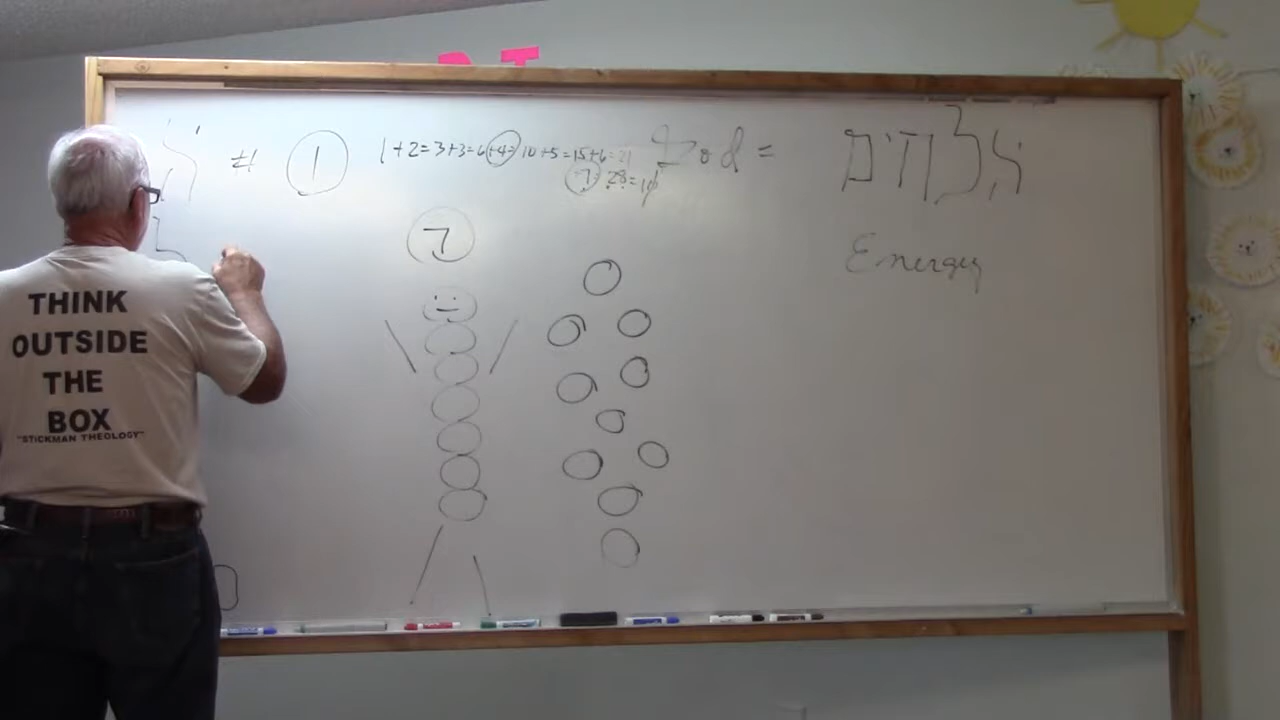 א # 1 1+2=3+3=6+4=10+5=15+6=21 God = אלהים
7=28=10
7
Energy
THINK
OUTSIDE
THE
BOX
"STICKMAN THEOLOGY"